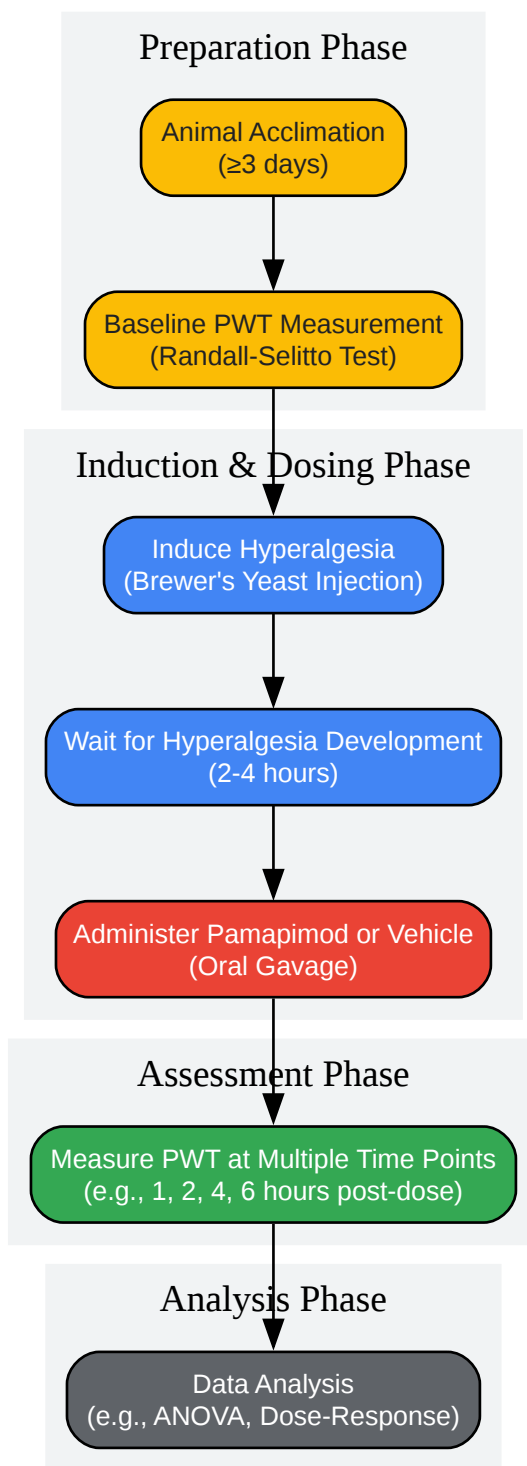 Preparation Phase
Animal Acclimation
(≥3 days)
Baseline PWT Measurement
(Randall-Selitto Test)
Induction & Dosing Phase
Induce Hyperalgesia
(Brewer's Yeast Injection)
Wait for Hyperalgesia Development
(2-4 hours)
Administer Pamapimod or Vehicle
(Oral Gavage)
Assessment Phase
Measure PWT at Multiple Time Points
(e.g., 1, 2, 4, 6 hours post-dose)
Analysis Phase
Data Analysis
(e.g., ANOVA, Dose-Response)